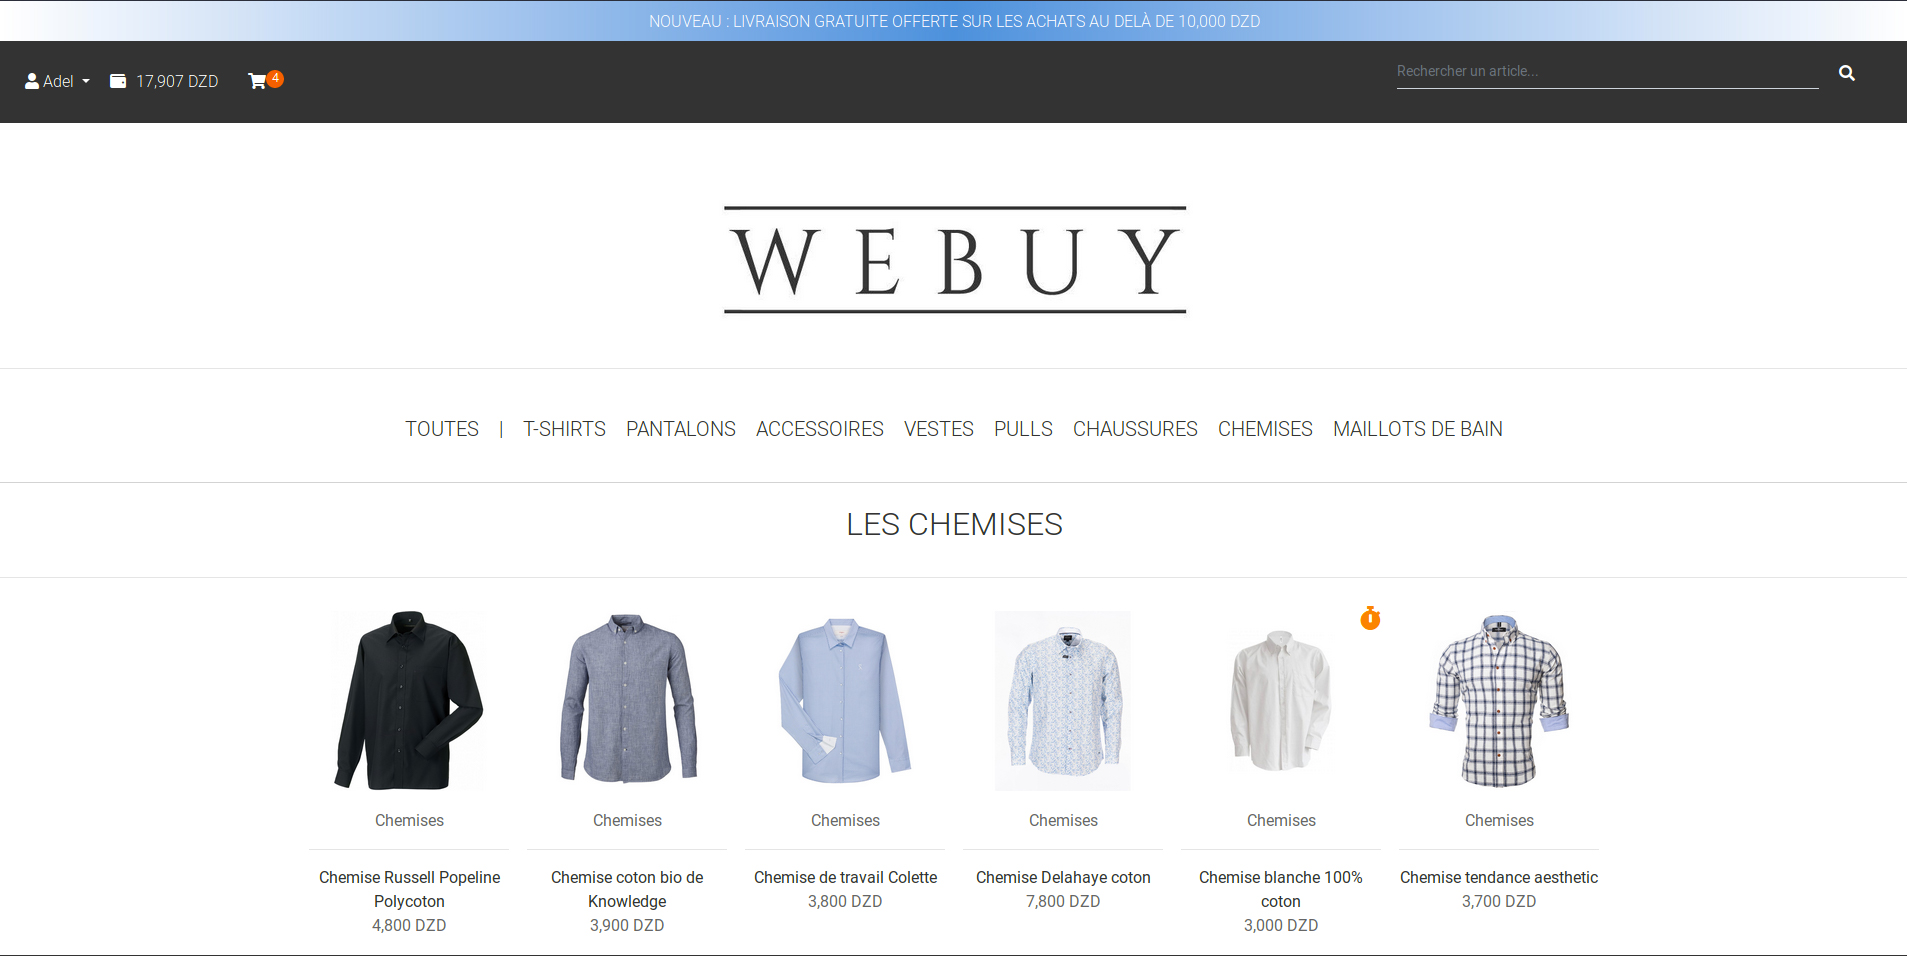 NOUVEAU : LIVRAISON GRATUITE OFFERTE SUR LES ACHATS AU DELÀ DE 10,000 DZD
Adel 17,907 DZD 4 Rechercher un article...
WEBUY
TOUTES | T-SHIRTS PANTALONS ACCESSOIRES VESTES PULLS CHAUSSURES CHEMISES MAILLOTS DE BAIN
LES CHEMISES
Chemises
Chemise Russell Popeline
Polycoton
4,800 DZD
Chemises
Chemise coton bio de
Knowledge
3,900 DZD
Chemises
Chemise de travail Colette
3,800 DZD
Chemises
Chemise Delahaye coton
7,800 DZD
Chemises
Chemise blanche 100%
coton
3,000 DZD
Chemises
Chemise tendance aesthetic
3,700 DZD